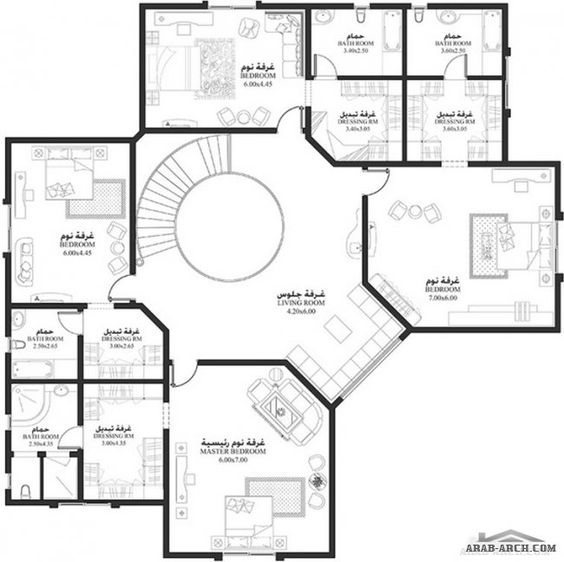 غرفة نوم
BEDROOM
6.00x4.45
حمام
BATH ROOM
3.40x2.50
حمام
BATH ROOM
3.60x2.50
غرفة تبديل
DRESSING RM
3.40x3.05
غرفة تبديل
DRESSING RM
3.60x3.05
غرفة نوم
BEDROOM
6.00x4.45
غرفة جلوس
LIVING ROOM
4.20x6.00
غرفة نوم
BEDROOM
7.00x6.00
حمام
BATH ROOM
2.50x2.65
غرفة تبديل
DRESSING RM
3.00x2.65
حمام
BATH ROOM
2.50x4.35
غرفة تبديل
DRESSING RM
3.00x4.35
غرفة نوم رئيسية
MASTER BEDROOM
6.00x7.00
ARAB-ARCH.COM